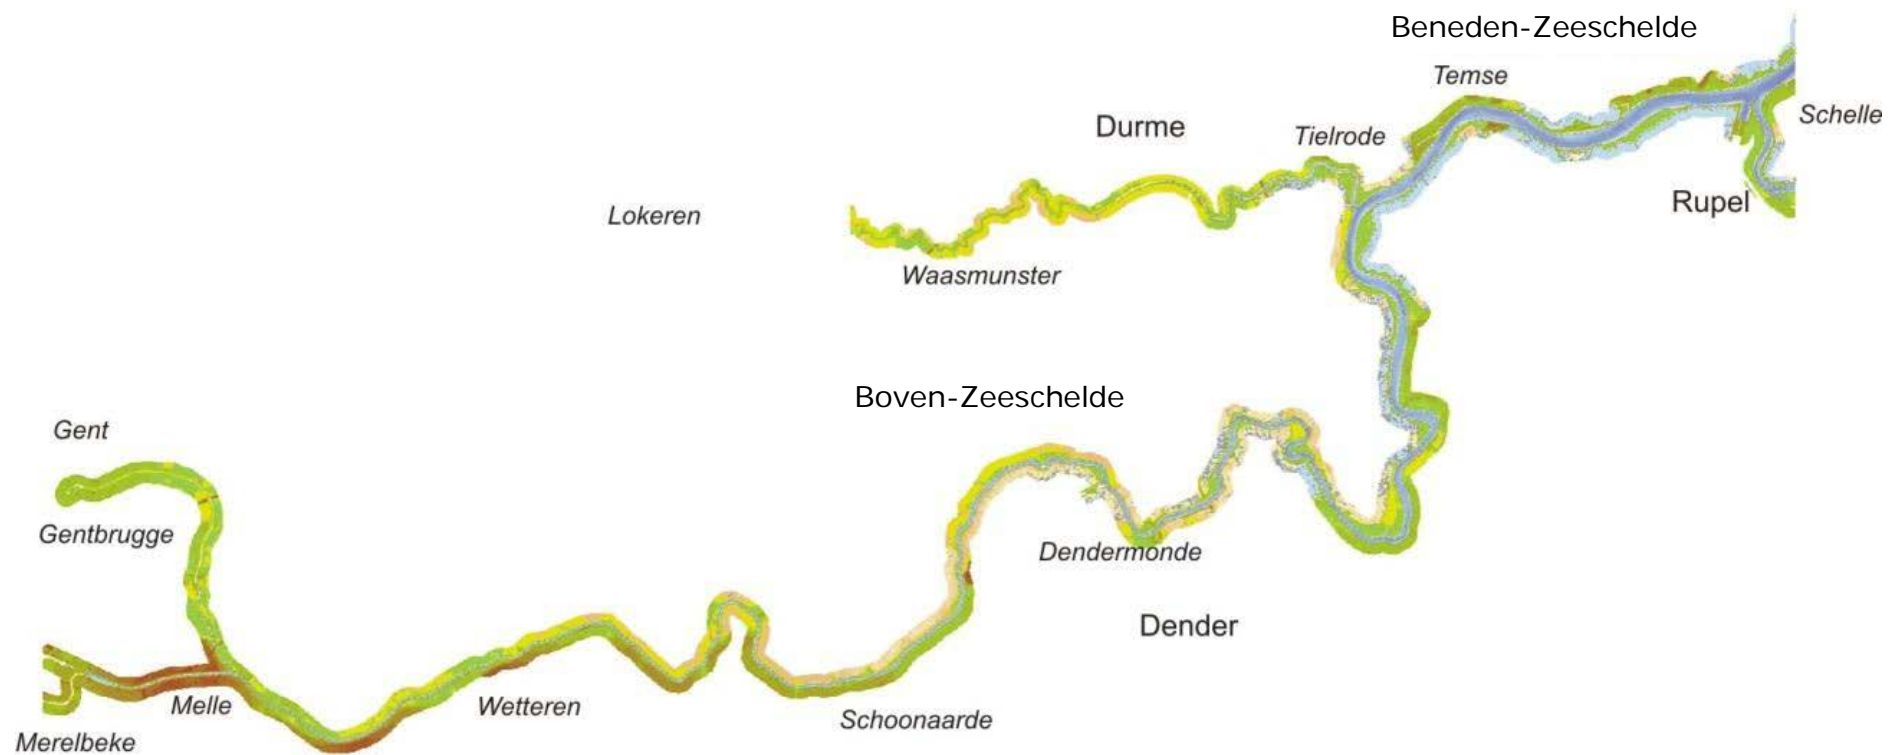 Beneden-Zeeschelde
Temse
Schelle
Durme
Tielrode
Rupel
Lokeren
Waasmunster
Boven-Zeeschelde
Gent
Gentbrugge
Dendermonde
Dender
Melle
Wetteren
Schoonaarde
Merelbeke